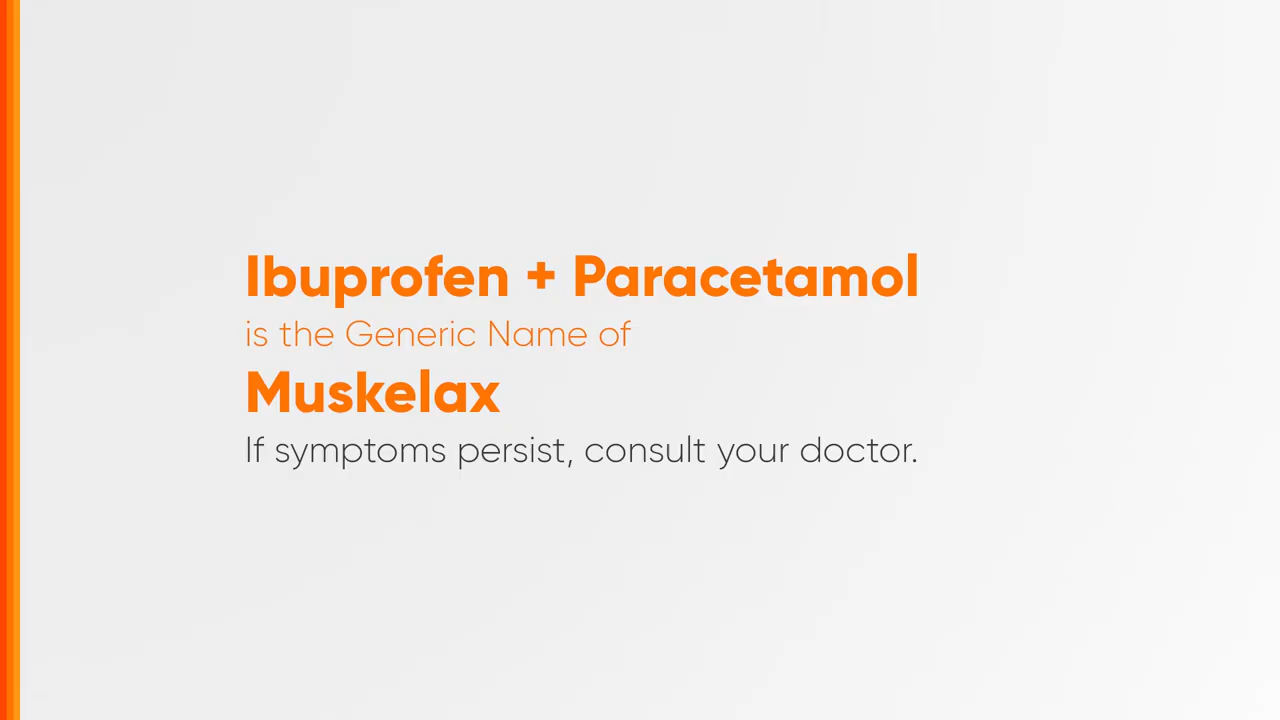 Ibuprofen + Paracetamol
is the Generic Name of
Muskelax
If symptoms persist, consult your doctor.